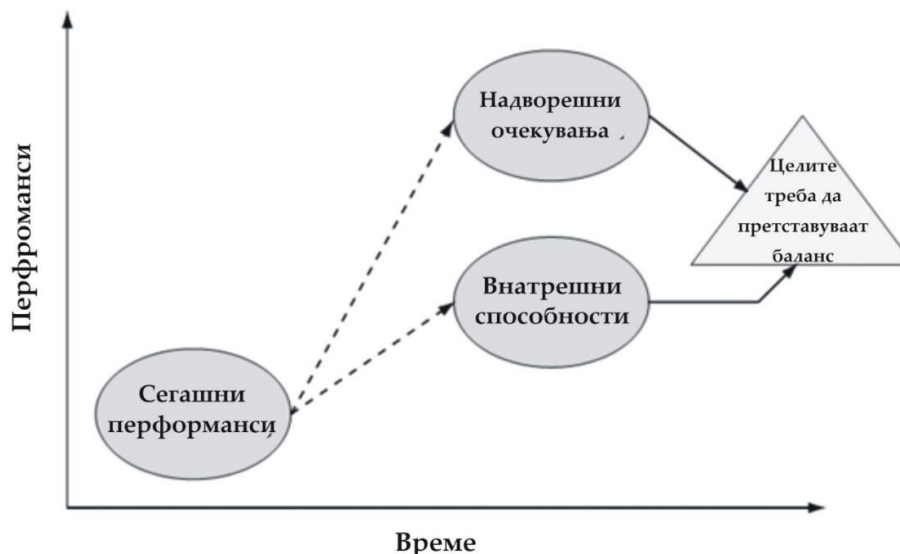 Перфроманси
Надворешни
очекувања
Целите
треба да
претставуваат
баланс
Внатрешни
способности
Сегашни
перформанси
Време